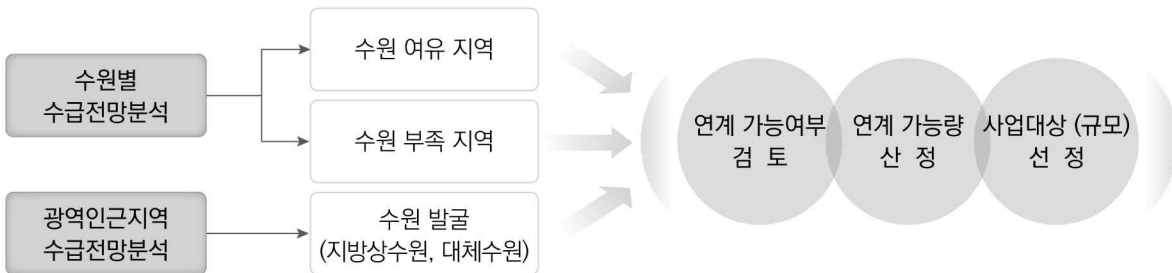 수원별
수급전망분석
수원 여유 지역
수원 부족 지역
광역인근지역
수급전망분석
수원 발굴
(지방상수원, 대체수원)
연계 가능여부
검 토
연계 가능량
산 정
사업대상 (규모)
선 정